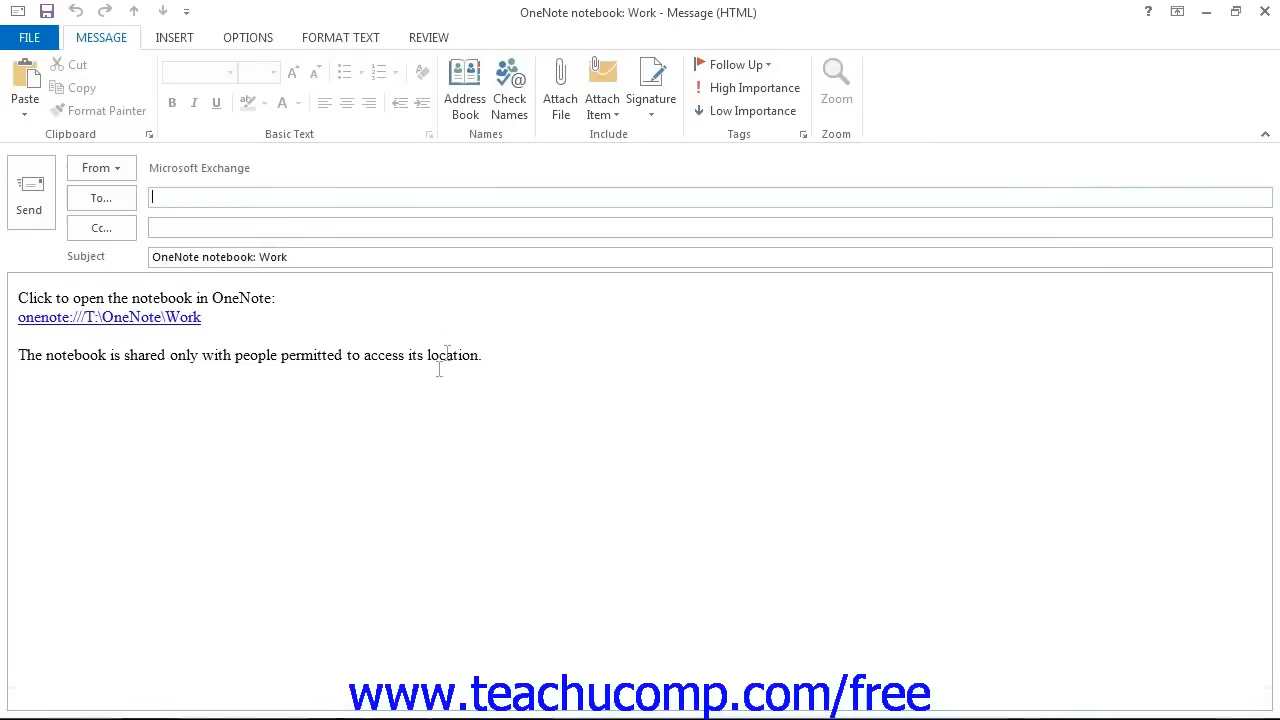 OneNote notebook: Work - Message (HTML)
?
FILE
MESSAGE
INSERT
OPTIONS
FORMAT TEXT
REVIEW
Paste
Cut
Copy
Format Painter
Clipboard
B I U
A
Basic Text
Address Book
Check Names
Names
Attach File
Attach Item
Signature
Include
Follow Up
High Importance
Low Importance
Tags
Zoom
Zoom
Send
From
Microsoft Exchange
To...
Cc...
Subject
OneNote notebook: Work
Click to open the notebook in OneNote:
onenote:///T:\OneNote\Work
The notebook is shared only with people permitted to access its location.
www.teachucomp.com/free